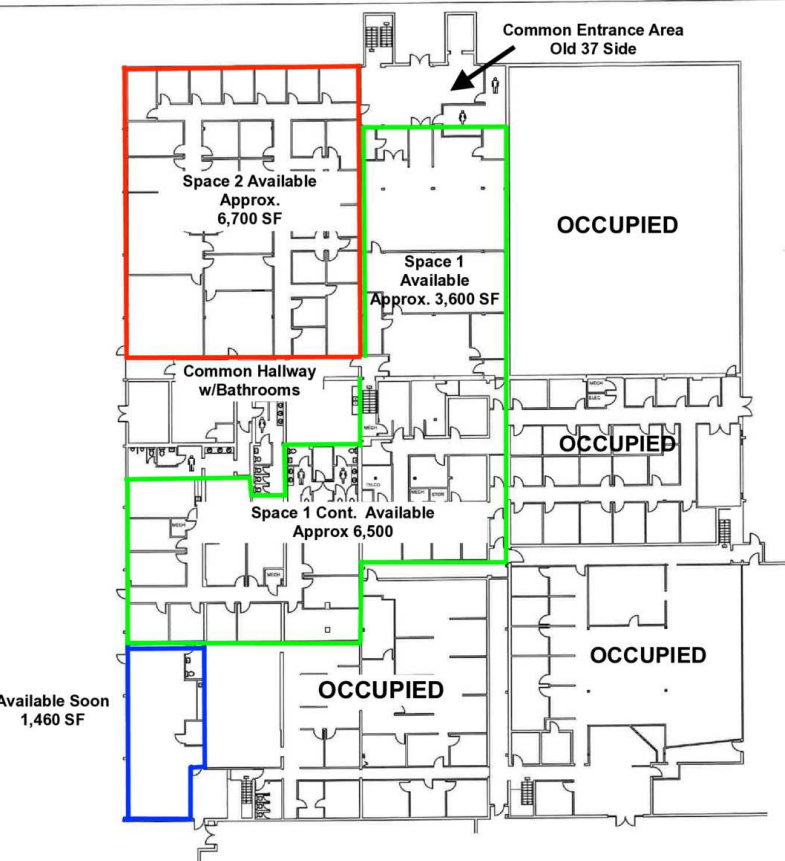 Common Entrance Area
Old 37 Side
Space 2 Available
Approx.
6,700 SF
OCCUPIED
Space 1
Available
Approx. 3,600 SF
Common Hallway
w/Bathrooms
MECH
ELEC
MECH
OCCUPIED
TELCO
MECH
STOR
Space 1 Cont. Available
Approx 6,500
MECH
MECH
OCCUPIED
OCCUPIED
Available Soon
1,460 SF